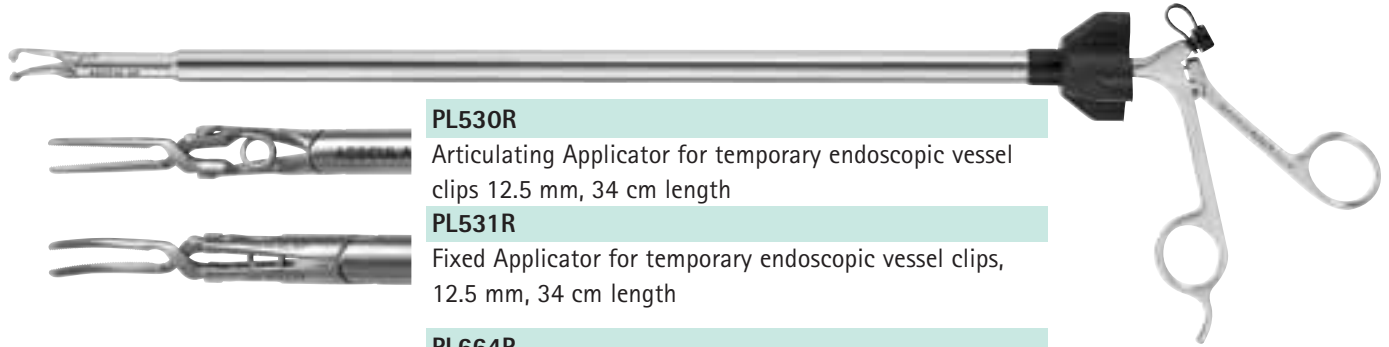 PL530R
Articulating Applicator for temporary endoscopic vessel
clips 12.5 mm, 34 cm length
PL531R
Fixed Applicator for temporary endoscopic vessel clips,
12.5 mm, 34 cm length
PL664R